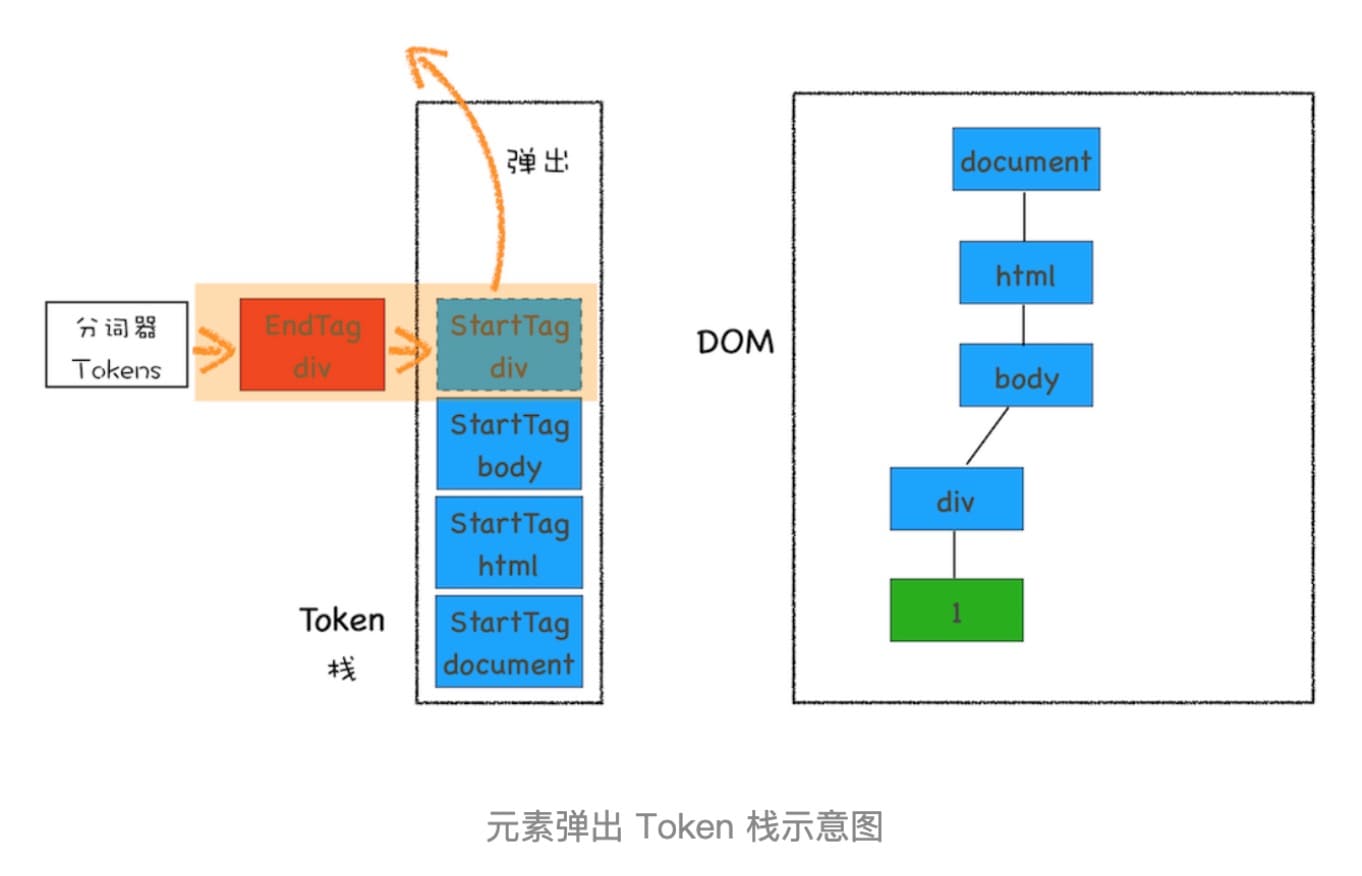 弹出
分词器
Tokens
EndTag
div
StartTag
div
StartTag
body
StartTag
html
StartTag
document
Token
栈
DOM
document
html
body
div
1
元素弹出 Token 栈示意图